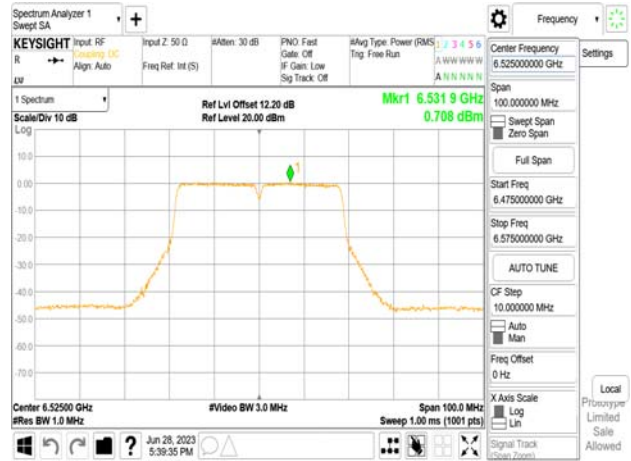 Spectrum Analyzer 1
Swept SA
+
Frequency
KEYSIGHT
Input: RF
Coupling: DC
Align: Auto
Input Z: 50 Ω
Freq Ref: Int (S)
#Atten: 30 dB
PNO: Fast
Gate: Off
IF Gain: Low
Sig Track: Off
#Avg Type: Power (RMS
Trig: Free Run
1 2 3 4 5 6
A W W W W W
A N N N N N
R
LVI
1 Spectrum
Scale/Div 10 dB
Log
Ref Lvl Offset 12.20 dB
Ref Level 20.00 dBm
Mkr1 6.531 9 GHz
0.708 dBm
1
10.0
0.00
-10.0
-20.0
-30.0
-40.0
-50.0
-60.0
-70.0
Center 6.52500 GHz
#Res BW 1.0 MHz
#Video BW 3.0 MHz
Span 100.0 MHz
Sweep 1.00 ms (1001 pts)
?
Jun 28, 2023
5:39:35 PM
Center Frequency
6.525000000 GHz
Settings
Span
100.000000 MHz
Swept Span
Zero Span
Full Span
Start Freq
6.475000000 GHz
Stop Freq
6.575000000 GHz
AUTO TUNE
CF Step
10.000000 MHz
Auto
Man
Freq Offset
0 Hz
X Axis Scale
Log
Lin
Signal Track
(Span Zoom)
Local
Prototype
Limited
Sale
Allowed